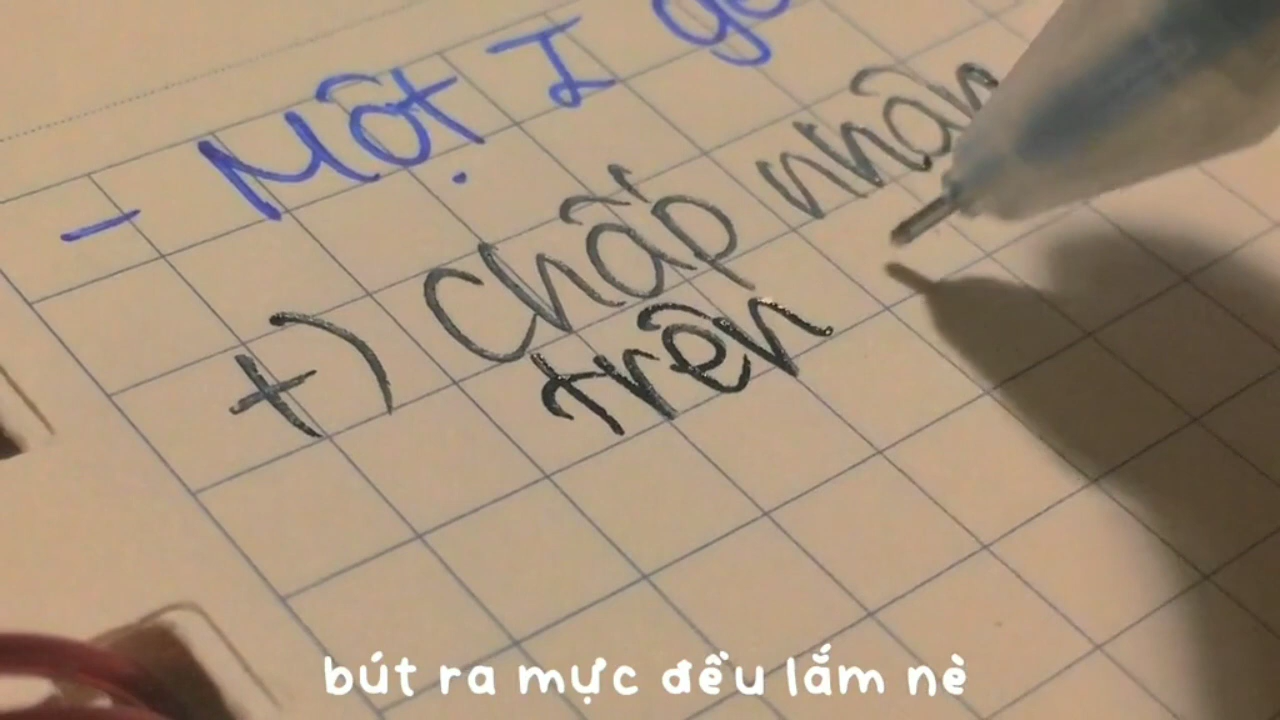 - Một I
+) Chấp nhận
trên
bút ra mực đều lắm nè